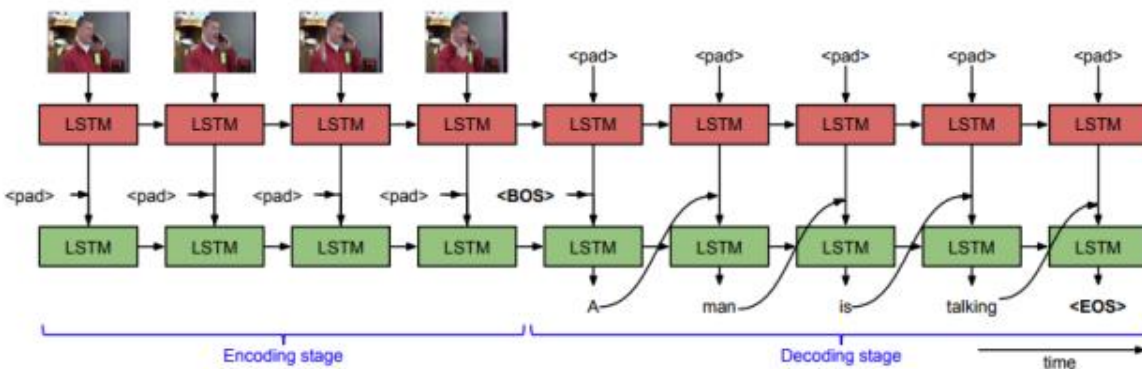 <pad> <pad> <pad> <pad> <pad>
LSTM LSTM LSTM LSTM LSTM LSTM LSTM LSTM LSTM
<pad> <pad> <pad> <pad> <BOS>
LSTM LSTM LSTM LSTM LSTM LSTM LSTM LSTM LSTM
A man is talking <EOS>
Encoding stage Decoding stage time